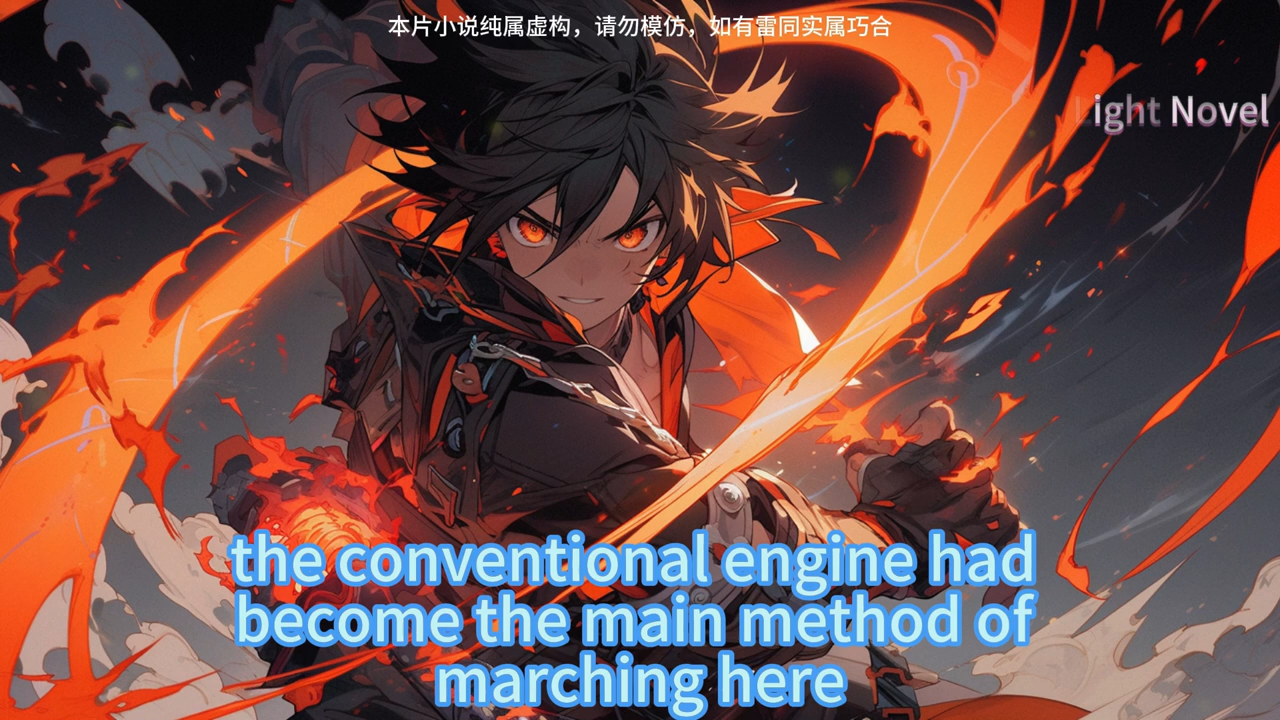 本片小说纯属虚构，请勿模仿，如有雷同实属巧合
Light Novel
the conventional engine had
become the main method of
marching here